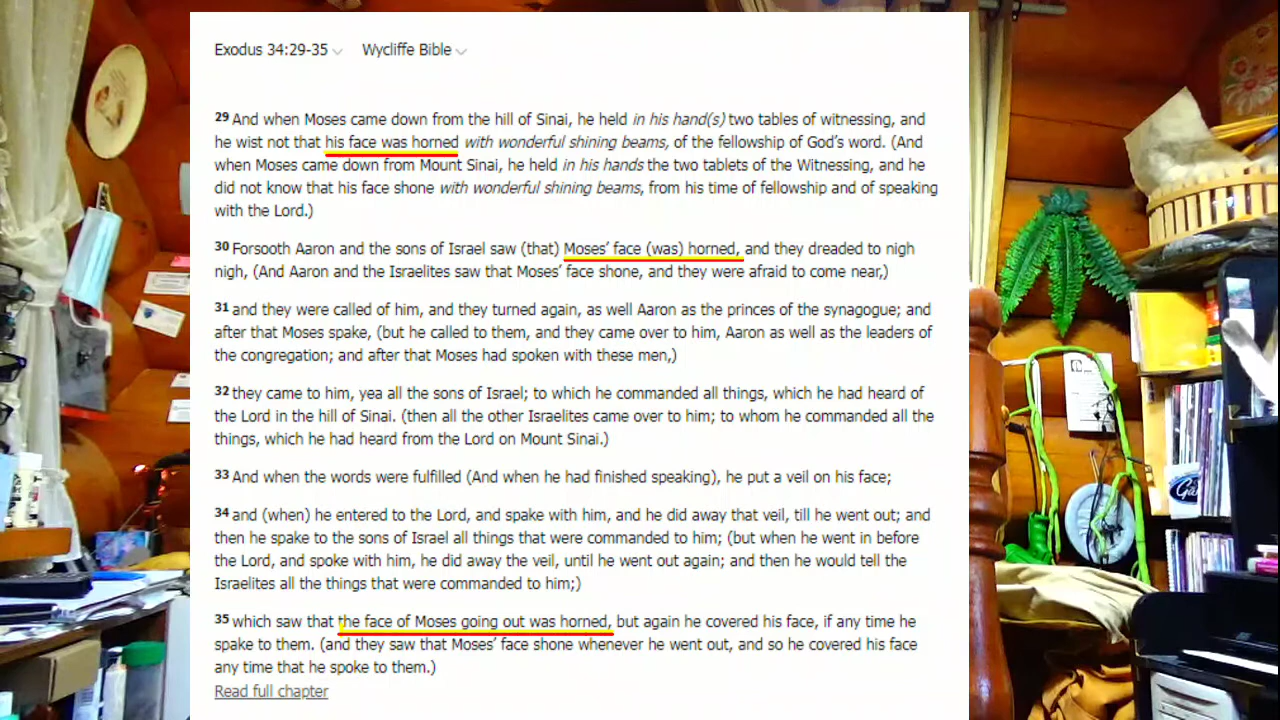 Exodus 34:29-35 Wycliffe Bible
29 And when Moses came down from the hill of Sinai, he held in his hand(s) two tables of witnessing, and
he wist not that his face was horned with wonderful shining beams, of the fellowship of God's word. (And
when Moses came down from Mount Sinai, he held in his hands the two tablets of the Witnessing, and he
did not know that his face shone with wonderful shining beams, from his time of fellowship and of speaking
with the Lord.)
30 Forsooth Aaron and the sons of Israel saw (that) Moses' face (was) horned, and they dreaded to nigh
nigh, (And Aaron and the Israelites saw that Moses' face shone, and they were afraid to come near,)
31 and they were called of him, and they turned again, as well Aaron as the princes of the synagogue; and
after that Moses spake, (but he called to them, and they came over to him, Aaron as well as the leaders of
the congregation; and after that Moses had spoken with these men,)
32 they came to him, yea all the sons of Israel; to which he commanded all things, which he had heard of
the Lord in the hill of Sinai. (then all the other Israelites came over to him; to whom he commanded all the
things, which he had heard from the Lord on Mount Sinai.)
33 And when the words were fulfilled (And when he had finished speaking), he put a veil on his face;
34 and (when) he entered to the Lord, and spake with him, and he did away that veil, till he went out; and
then he spake to the sons of Israel all things that were commanded to him; (but when he went in before
the Lord, and spoke with him, he did away the veil, until he went out again; and then he would tell the
Israelites all the things that were commanded to him;)
35 which saw that the face of Moses going out was horned, but again he covered his face, if any time he
spake to them. (and they saw that Moses' face shone whenever he went out, and so he covered his face
any time that he spoke to them.)
Read full chapter